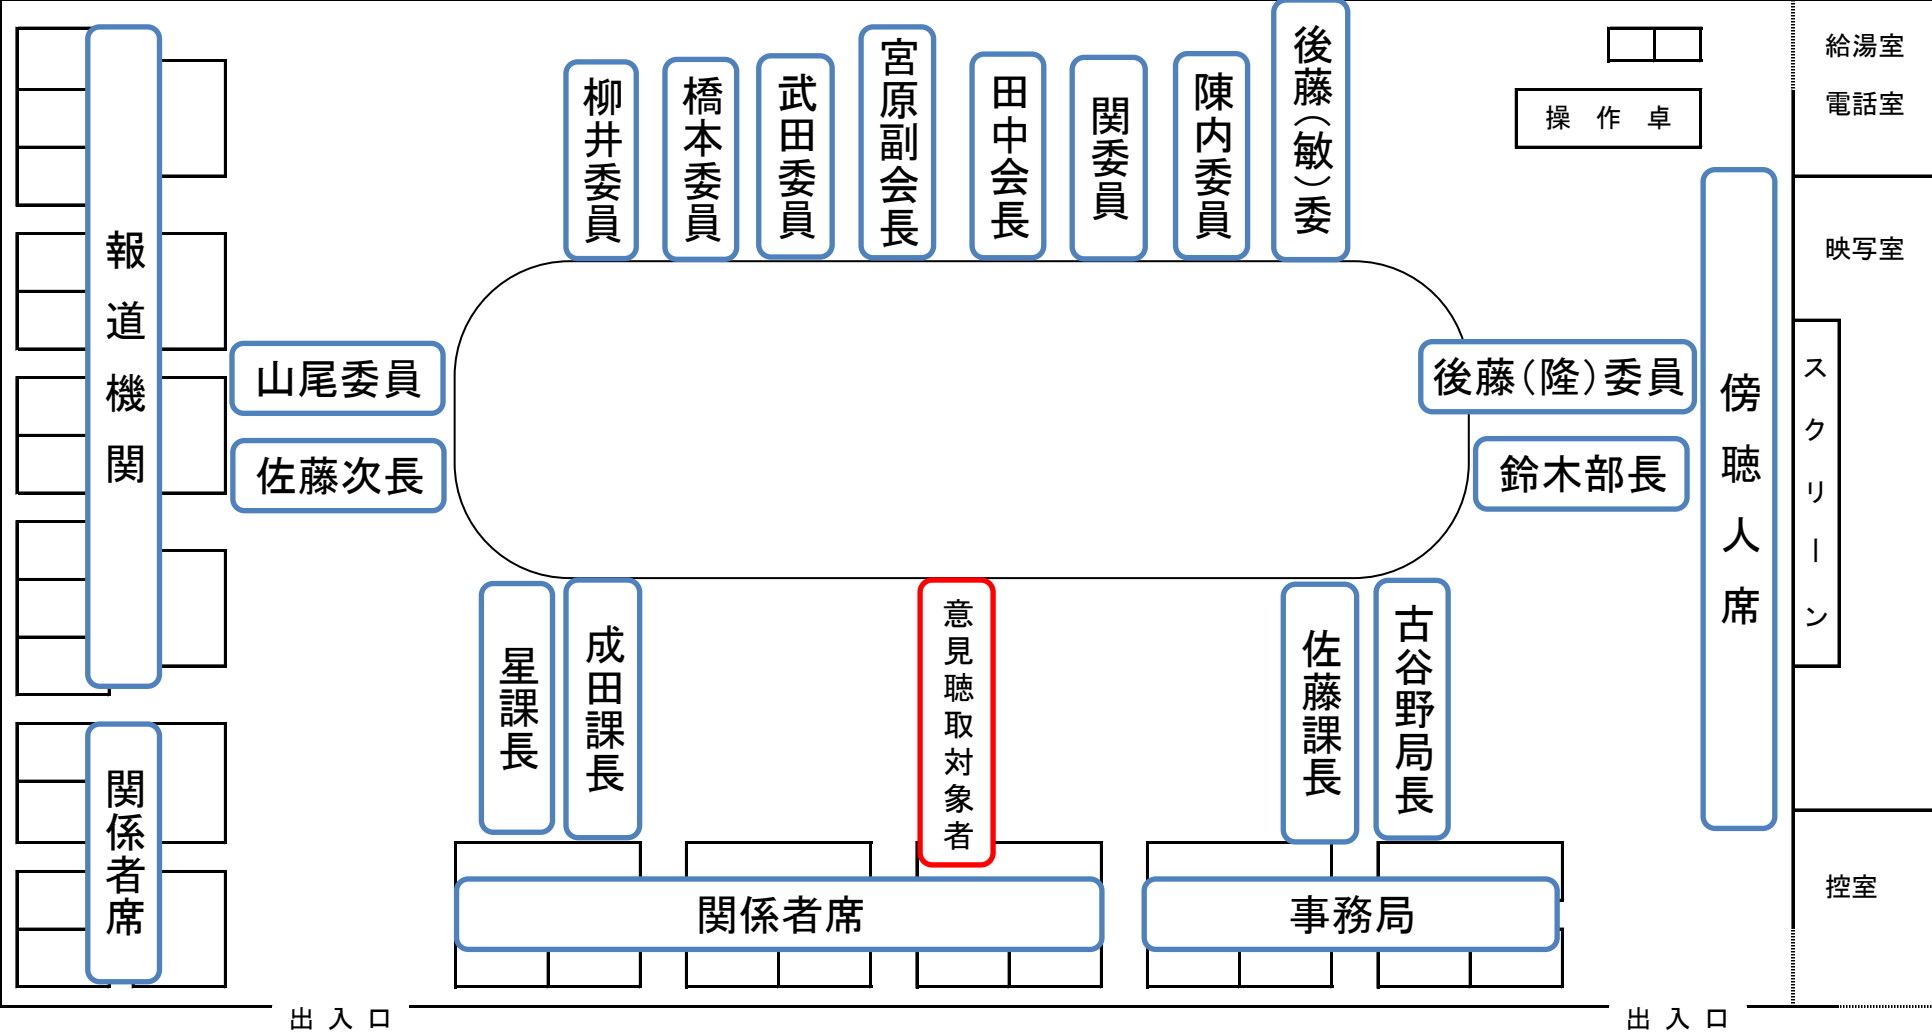 柳井委員
橋本委員
武田委員
宮原副会長
田中会長
関委員
陳内委員
後藤(敏)委
給湯室
電話室
操作卓
映写室
報道機関
山尾委員
佐藤次長
後藤(隆)委員
鈴木部長
傍聴人席
スクリーン
星課長
成田課長
意見聴取対象者
佐藤課長
古谷野局長
関係者席
関係者席
事務局
控室
出入口
出入口